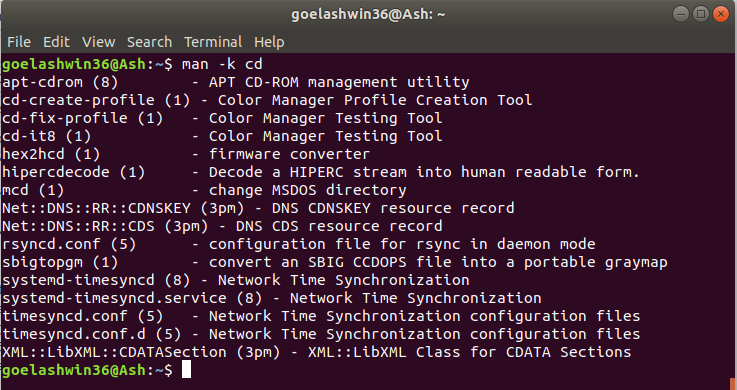 goelashwin36@Ash: ~
File Edit View Search Terminal Help
goelashwin36@Ash:~$ man -k cd
apt-cdrom (8)        - APT CD-ROM management utility
cd-create-profile (1) - Color Manager Profile Creation Tool
cd-fix-profile (1)   - Color Manager Testing Tool
cd-it8 (1)           - Color Manager Testing Tool
hex2hcd (1)          - firmware converter
hipercdecode (1)     - Decode a HIPERC stream into human readable form.
mcd (1)              - change MSDOS directory
Net::DNS::RR::CDNSKEY (3pm) - DNS CDNSKEY resource record
Net::DNS::RR::CDS (3pm) - DNS CDS resource record
rsyncd.conf (5)      - configuration file for rsync in daemon mode
sbigtopgm (1)        - convert an SBIG CCDOPS file into a portable graymap
systemd-timesyncd (8) - Network Time Synchronization
systemd-timesyncd.service (8) - Network Time Synchronization
timesyncd.conf (5)   - Network Time Synchronization configuration files
timesyncd.conf.d (5) - Network Time Synchronization configuration files
XML::LibXML::CDATASection (3pm) - XML::LibXML Class for CDATA Sections
goelashwin36@Ash:~$